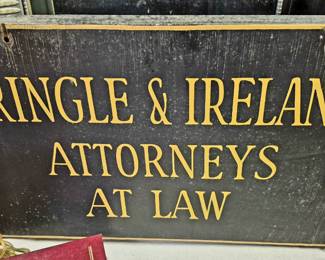 RINGLE & IRELAN
ATTORNEYS
AT LAW